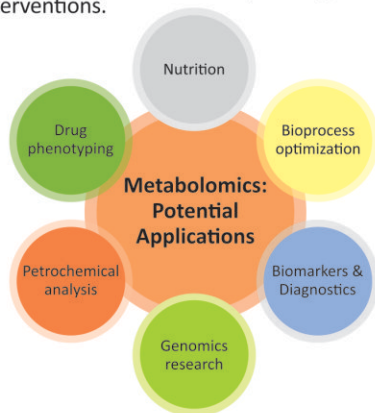 erventions.
Nutrition
Drug
phenotyping
Bioprocess
optimization
Metabolomics:
Potential
Applications
Petrochemical
analysis
Biomarkers &
Diagnostics
Genomics
research